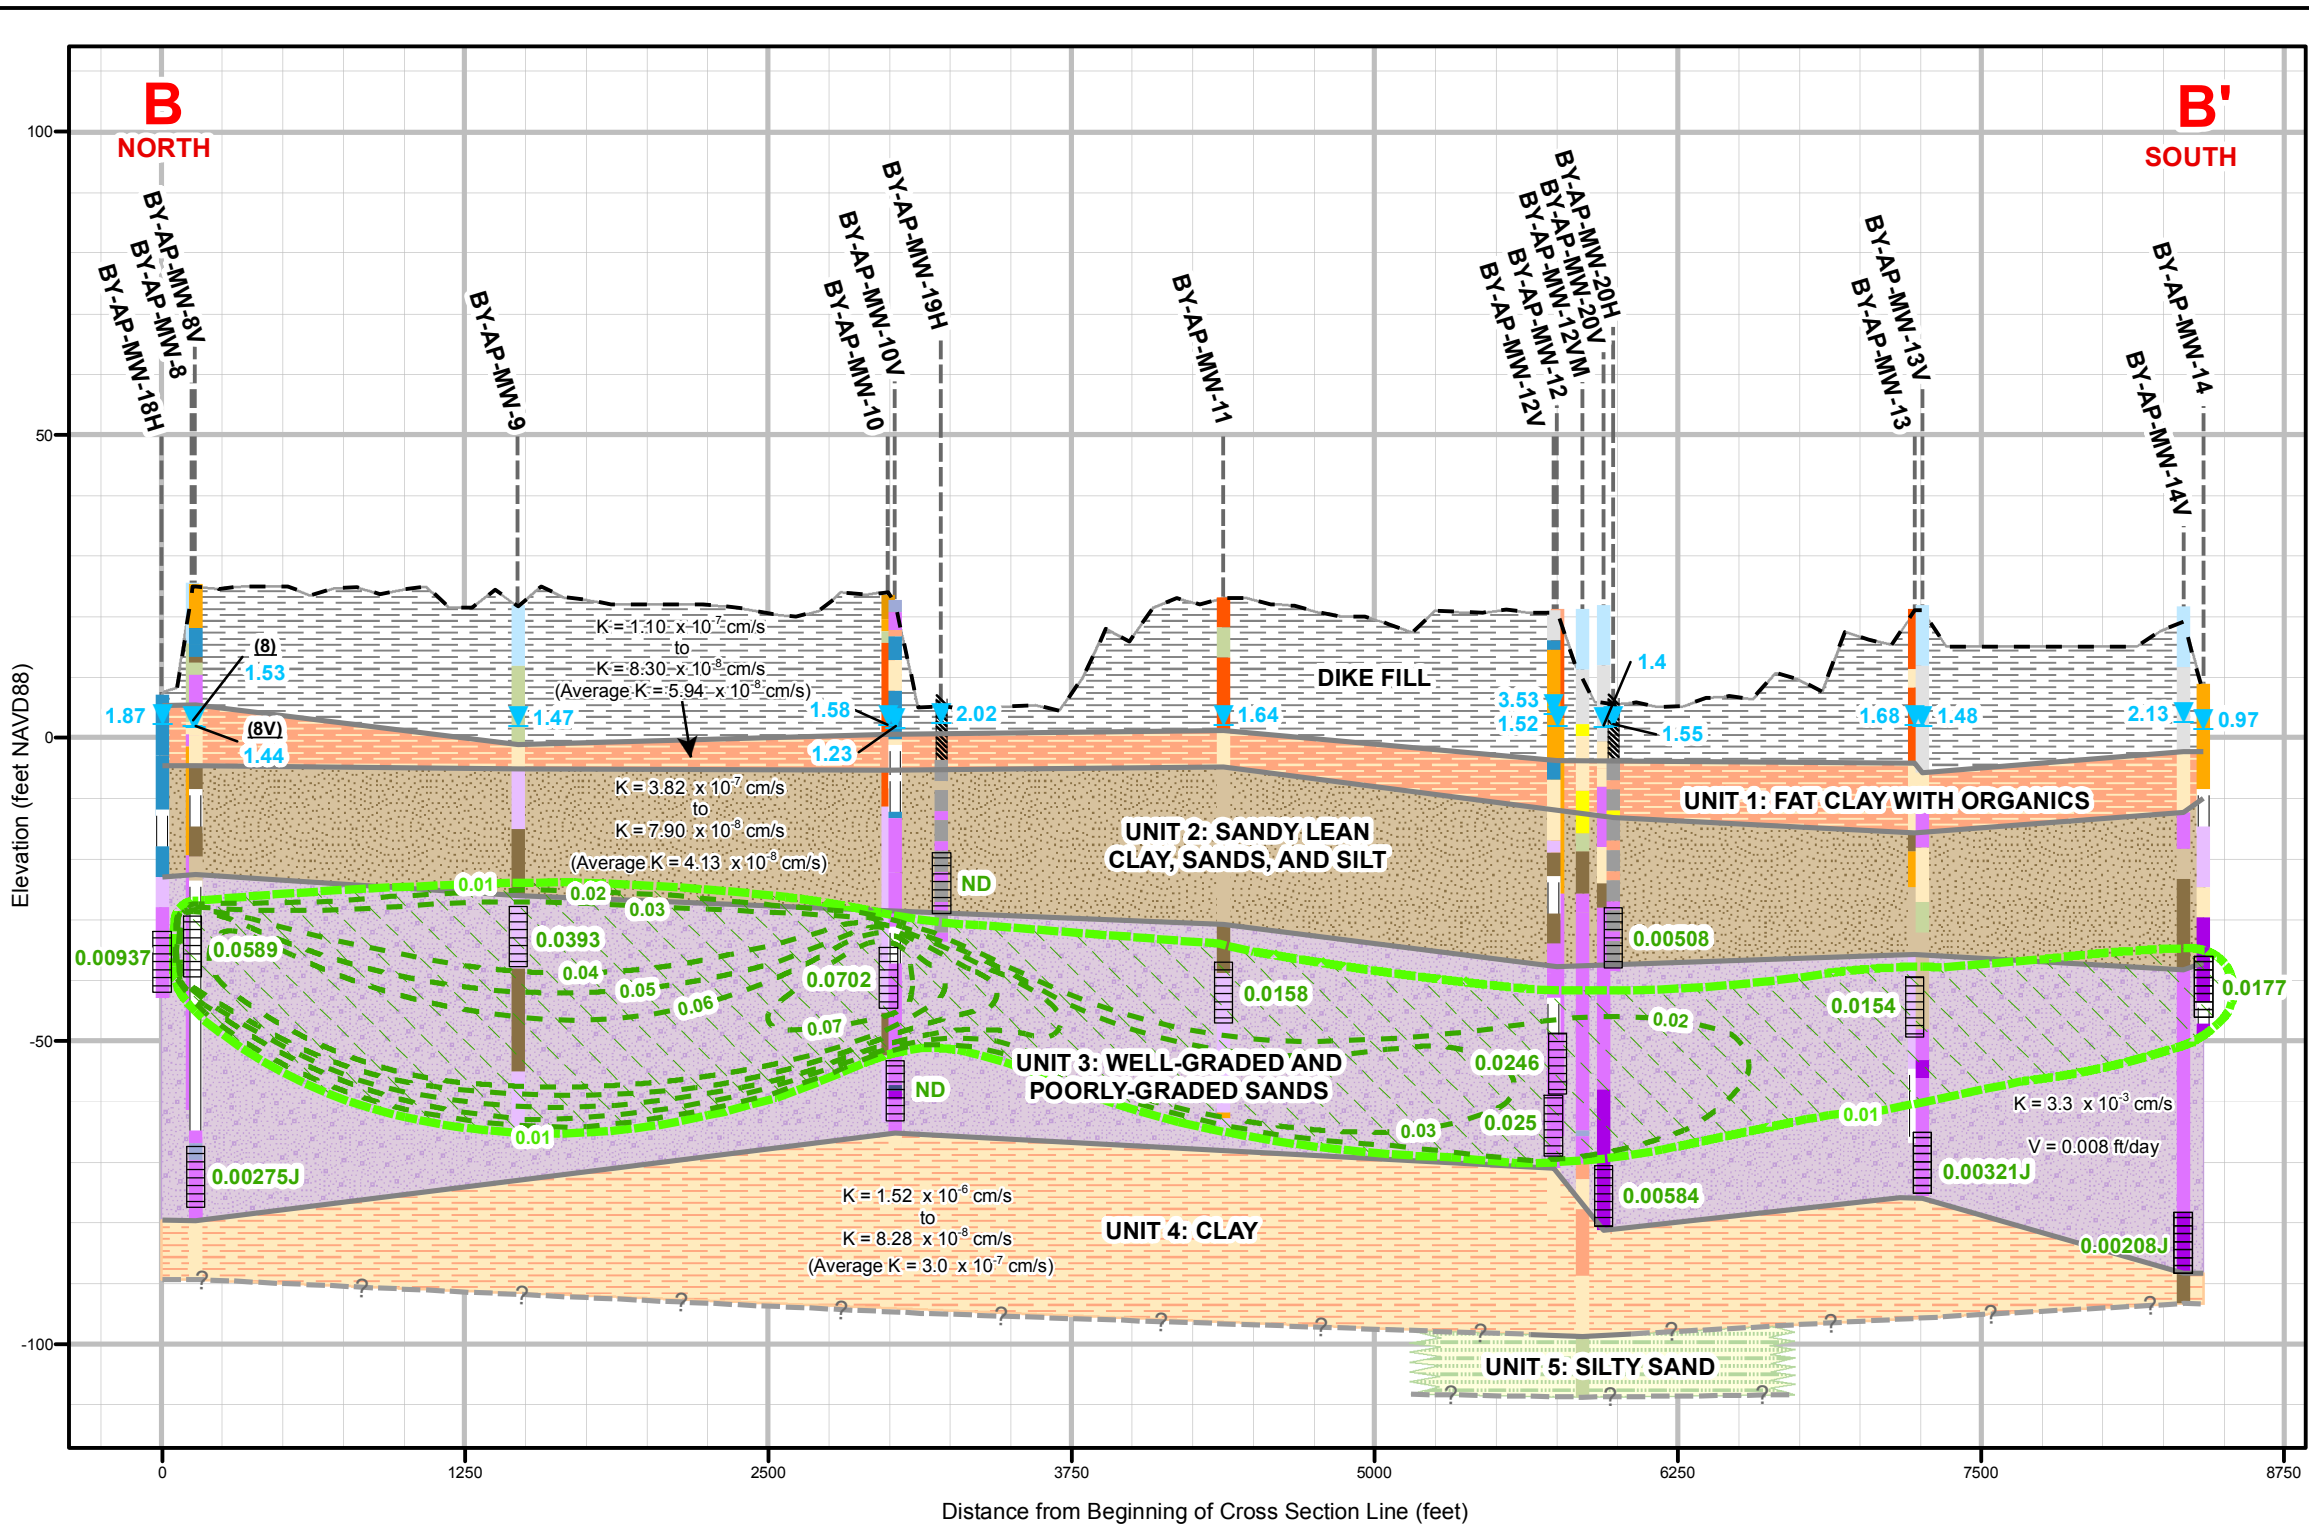 B
NORTH
B'
SOUTH
BY-AP-MW-18H
BY-AP-MW-8
BY-AP-MW-8V
BY-AP-MW-9
BY-AP-MW-10
BY-AP-MW-10V
BY-AP-MW-19H
BY-AP-MW-11
BY-AP-MW-12V
BY-AP-MW-12
BY-AP-MW-12VM
BY-AP-MW-20V
BY-AP-MW-20H
BY-AP-MW-13
BY-AP-MW-13V
BY-AP-MW-14V
BY-AP-MW-14
100
50
0
-50
-100
Elevation (feet NAVD88)
(8)
1.53
1.87
(8V)
1.44
1.47
1.58
1.23
2.02
1.64
3.53
1.52
1.4
1.55
1.68
1.48
2.13
0.97
K = 1.10 x 10-7 cm/s
to
K = 8.30 x 10-8 cm/s
(Average K = 5.94 x 10-8 cm/s)
DIKE FILL
K = 3.82 x 10-7 cm/s
to
K = 7.90 x 10-8 cm/s
(Average K = 4.13 x 10-8 cm/s)
UNIT 1: FAT CLAY WITH ORGANICS
UNIT 2: SANDY LEAN
CLAY, SANDS, AND SILT
0.01
0.02
0.03
ND
0.00937
0.0589
0.0393
0.04
0.05
0.06
0.0702
0.07
0.0158
0.00508
0.0154
0.0177
0.02
UNIT 3: WELL-GRADED AND
POORLY-GRADED SANDS
0.0246
0.025
0.03
0.01
ND
0.01
K = 3.3 x 10-3 cm/s
V = 0.008 ft/day
0.00275J
0.00584
0.00321J
0.00208J
K = 1.52 x 10-6 cm/s
to
K = 8.28 x 10-8 cm/s
(Average K = 3.0 x 10-7 cm/s)
UNIT 4: CLAY
? ? ? ? ? ? ? ? ? ? ? ? ?
UNIT 5: SILTY SAND
? ? ?
0 1250 2500 3750 5000 6250 7500 8750
Distance from Beginning of Cross Section Line (feet)